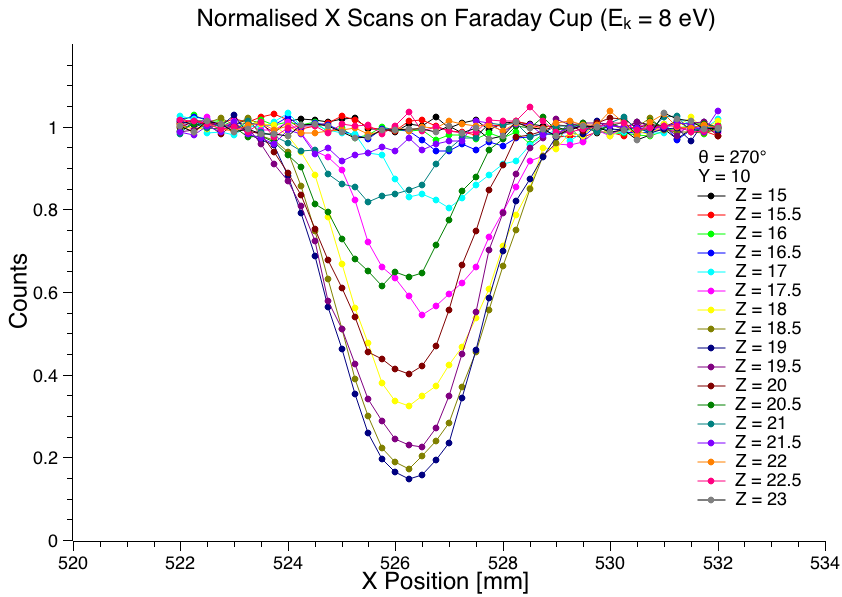 Normalised X Scans on Faraday Cup (Eₖ = 8 eV)
Counts
1
0.8
0.6
0.4
0.2
0
520
522
524
526
528
530
532
534
X Position [mm]
θ = 270°
Y = 10
Z = 15
Z = 15.5
Z = 16
Z = 16.5
Z = 17
Z = 17.5
Z = 18
Z = 18.5
Z = 19
Z = 19.5
Z = 20
Z = 20.5
Z = 21
Z = 21.5
Z = 22
Z = 22.5
Z = 23